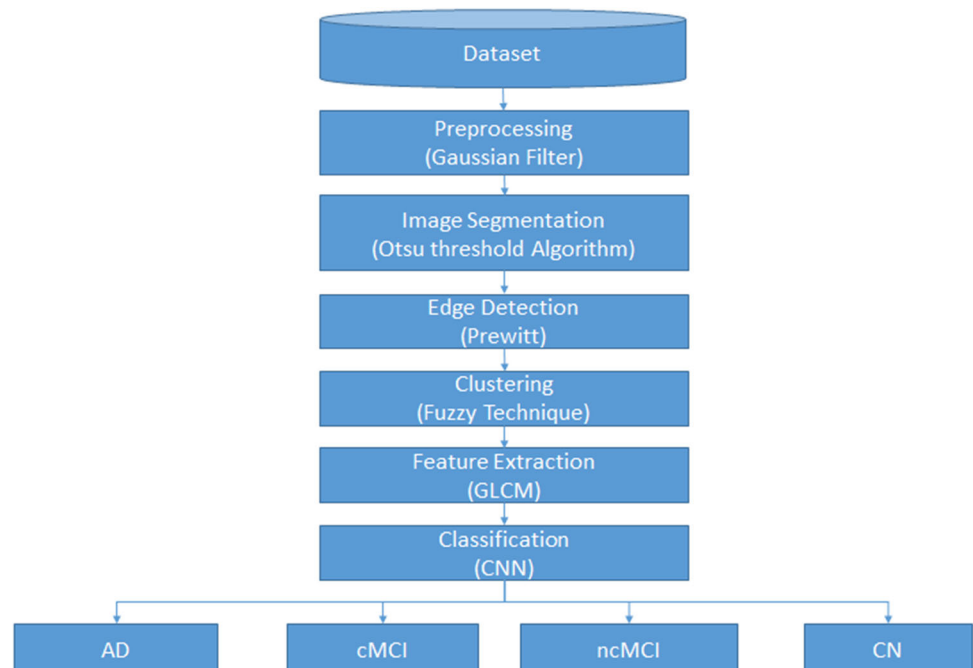 Dataset
Preprocessing
(Gaussian Filter)
Image Segmentation
(Otsu threshold Algorithm)
Edge Detection
(Prewitt)
Clustering
(Fuzzy Technique)
Feature Extraction
(GLCM)
Classification
(CNN)
AD
cMCI
ncMCI
CN